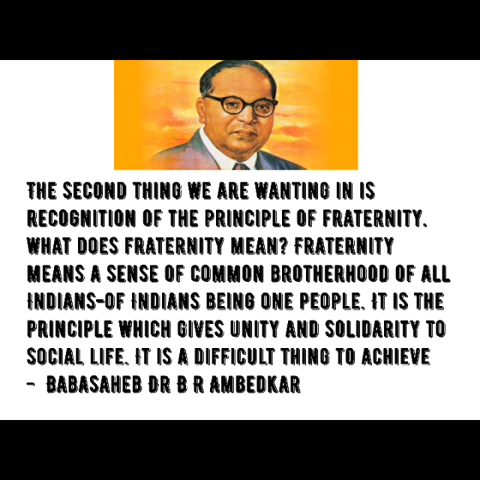 The second thing we are wanting in is
recognition of the principle of fraternity.
What does fraternity mean? Fraternity
means a sense of common brotherhood of all
Indians-of Indians being one people. It is the
principle which gives unity and solidarity to
social life. It is a difficult thing to achieve
- Babasaheb Dr B R Ambedkar